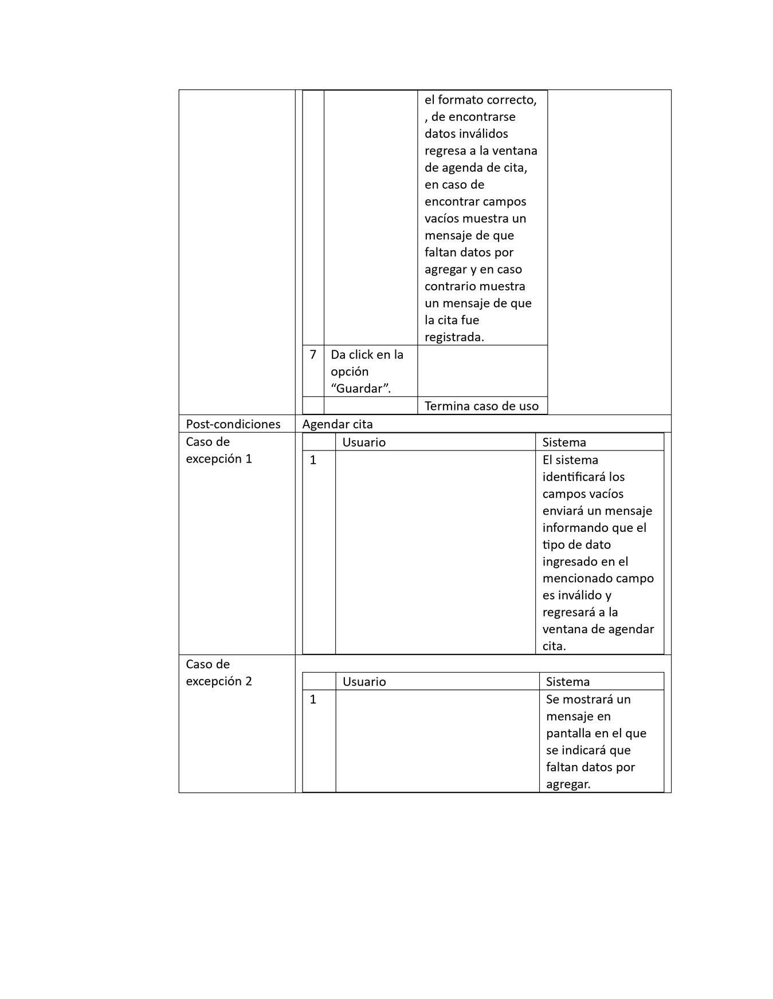 el formato correcto,
, de encontrarse
datos inválidos
regresa a la ventana
de agenda de cita,
en caso de
encontrar campos
vacíos muestra un
mensaje de que
faltan datos por
agregar y en caso
contrario muestra
un mensaje de que
la cita fue
registrada.
7
Da click en la
opción
“Guardar”.
Termina caso de uso
Post-condiciones
Agendar cita
Caso de
excepción 1
Usuario
Sistema
1
El sistema
identificará los
campos vacíos
enviará un mensaje
informando que el
tipo de dato
ingresado en el
mencionado campo
es inválido y
regresará a la
ventana de agendar
cita.
Caso de
excepción 2
Usuario
Sistema
1
Se mostrará un
mensaje en
pantalla en el que
se indicará que
faltan datos por
agregar.